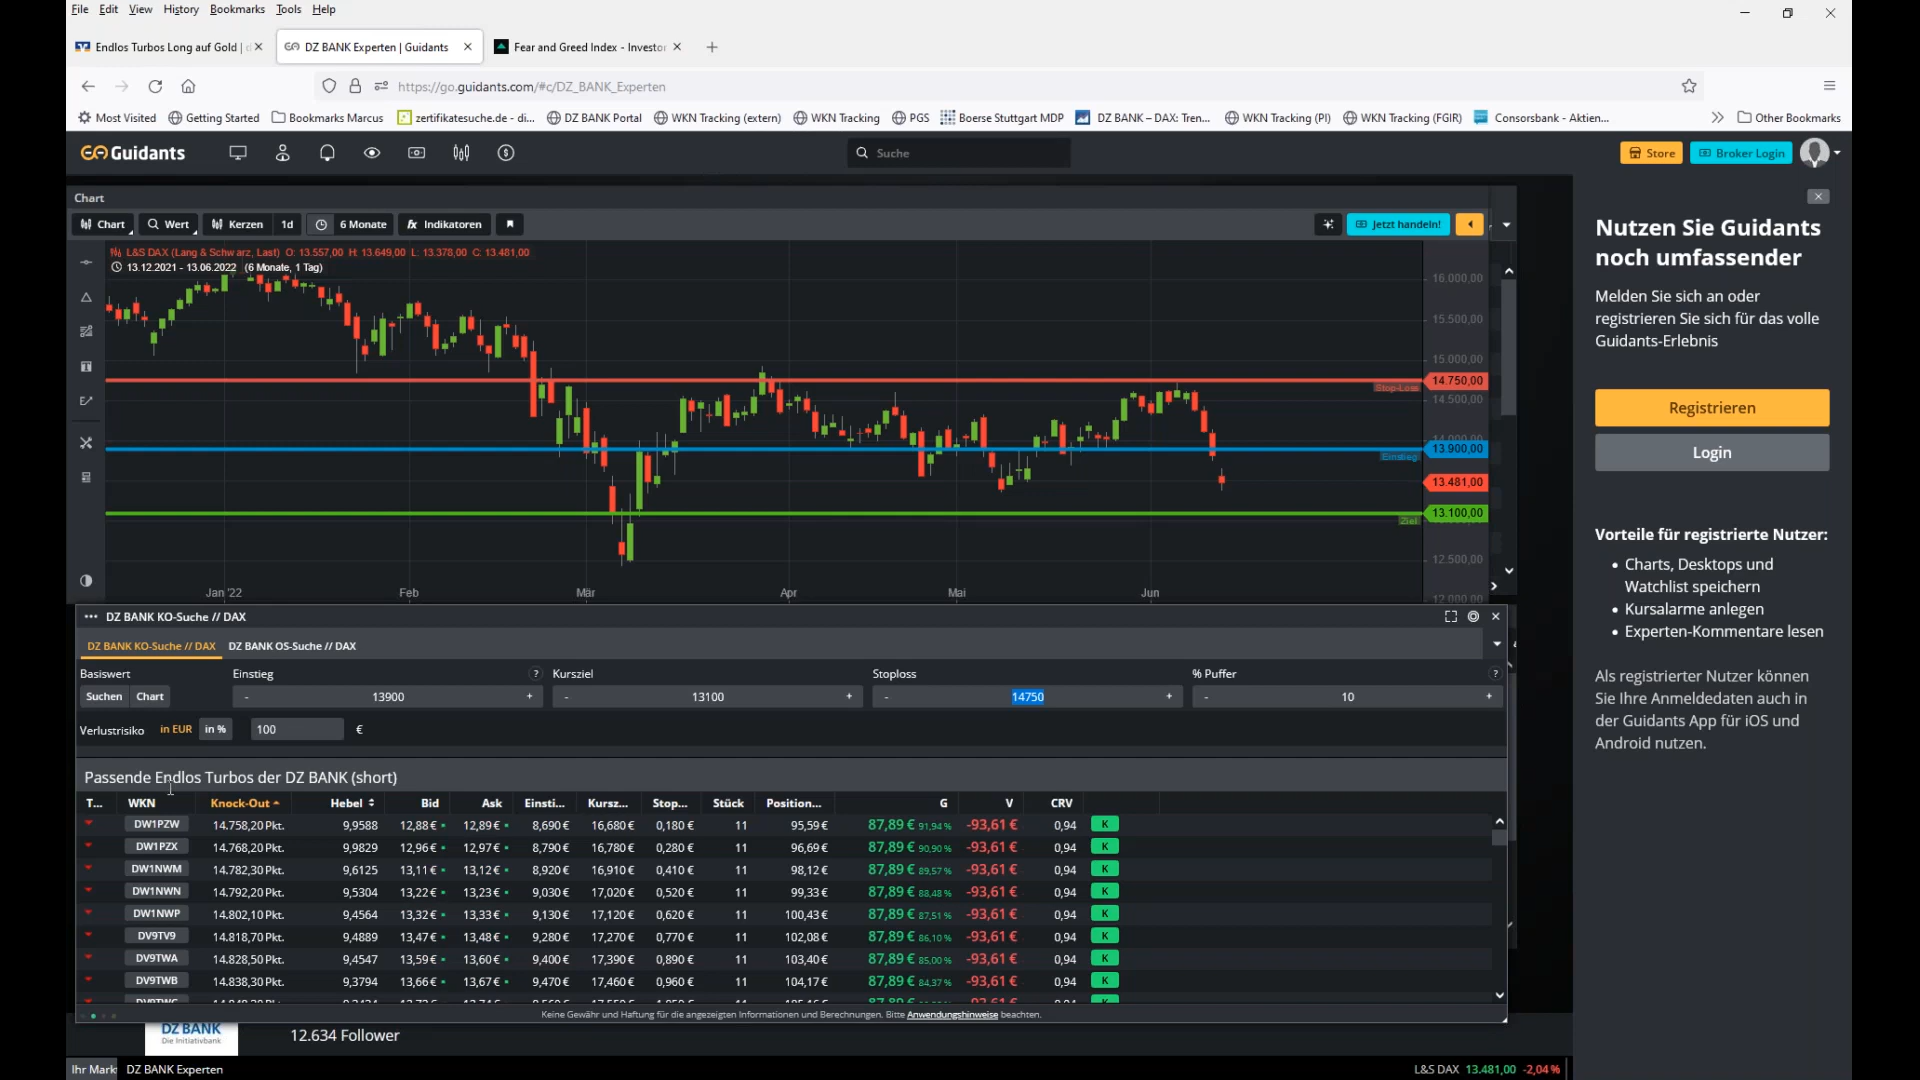 File Edit View History Bookmarks Tools Help
Endlos Turbos Long auf Gold | d
DZ BANK Experten | Guidants
Fear and Greed Index - Investor
https://go.guidants.com/#c/DZ_BANK_Experten
Most Visited Getting Started Bookmarks Marcus zertifikatesuche.de - di... DZ BANK Portal WKN Tracking (extern) WKN Tracking PGS Boerse Stuttgart MDP DZ BANK – DAX: Tren... WKN Tracking (PI) WKN Tracking (FGIR) Consorsbank - Aktien... Other Bookmarks
Guidants Suche Store Broker Login
Chart
Chart Wert Kerzen 1d 6 Monate fx Indikatoren Jetzt handeln!
L&S DAX (Lang & Schwarz, Last) O: 13.557,00 H: 13.649,00 L: 13.378,00 C: 13.481,00
13.12.2021 - 13.06.2022 (6 Monate, 1 Tag)
16.000,00
15.500,00
15.000,00
14.750,00
Stop-Loss
14.500,00
14.000,00
13.900,00
Einstieg
13.481,00
13.100,00
Ziel
12.500,00
12.000,00
Jan '22 Feb Mär Apr Mai Jun
DZ BANK KO-Suche // DAX
DZ BANK KO-Suche // DAX DZ BANK OS-Suche // DAX
Basiswert Einstieg ? Kursziel Stoploss % Puffer ?
Suchen Chart - 13900 + - 13100 + - 14750 + - 10 +
Verlustrisiko in EUR in % 100 €
Passende Endlos Turbos der DZ BANK (short)
T... WKN Knock-Out Hebel Bid Ask Einsti... Kursz... Stop... Stück Position... G V CRV
DW1PZW 14.758,20 Pkt. 9,9588 12,88 € 12,89 € 8,690 € 16,680 € 0,180 € 11 95,59 € 87,89 € 91,94 % -93,61 € 0,94 K
DW1PZX 14.768,20 Pkt. 9,9829 12,96 € 12,97 € 8,790 € 16,780 € 0,280 € 11 96,69 € 87,89 € 90,90 % -93,61 € 0,94 K
DW1NWM 14.782,30 Pkt. 9,6125 13,11 € 13,12 € 8,920 € 16,910 € 0,410 € 11 98,12 € 87,89 € 89,57 % -93,61 € 0,94 K
DW1NWN 14.792,20 Pkt. 9,5304 13,22 € 13,23 € 9,030 € 17,020 € 0,520 € 11 99,33 € 87,89 € 88,48 % -93,61 € 0,94 K
DW1NWP 14.802,10 Pkt. 9,4564 13,32 € 13,33 € 9,130 € 17,120 € 0,620 € 11 100,43 € 87,89 € 87,51 % -93,61 € 0,94 K
DV9TV9 14.818,70 Pkt. 9,4889 13,47 € 13,48 € 9,280 € 17,270 € 0,770 € 11 102,08 € 87,89 € 86,10 % -93,61 € 0,94 K
DV9TWA 14.828,50 Pkt. 9,4547 13,59 € 13,60 € 9,400 € 17,390 € 0,890 € 11 103,40 € 87,89 € 85,00 % -93,61 € 0,94 K
DV9TWB 14.838,10 Pkt. 9,3794 13,66 € 13,67 € 9,470 € 17,460 € 0,960 € 11 104,17 € 87,89 € 84,37 % -93,61 € 0,94 K
Keine Gewähr und Haftung für die angezeigten Informationen und Berechnungen. Bitte Anwendungshinweise beachten.
DZ BANK
Die Initiativbank
12.634 Follower
Ihr Mark DZ BANK Experten L&S DAX 13.481,00 -2,04 %
Nutzen Sie Guidants
noch umfassender
Melden Sie sich an oder
registrieren Sie sich für das volle
Guidants-Erlebnis
Registrieren
Login
Vorteile für registrierte Nutzer:
• Charts, Desktops und
Watchlist speichern
• Kursalarme anlegen
• Experten-Kommentare lesen
Als registrierter Nutzer können
Sie Ihre Anmeldedaten auch in
der Guidants App für iOS und
Android nutzen.